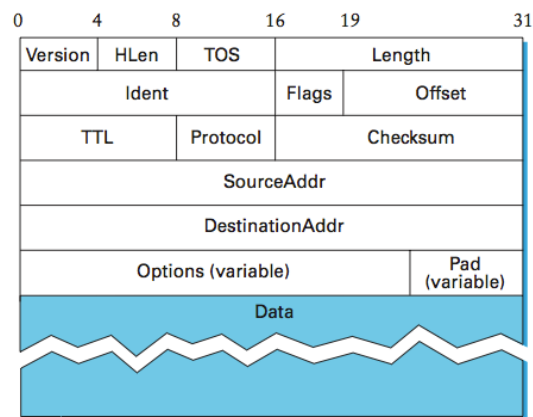 0 4 8 16 19 31
Version HLen TOS Length
Ident Flags Offset
TTL Protocol Checksum
SourceAddr
DestinationAddr
Options (variable) Pad
(variable)
Data